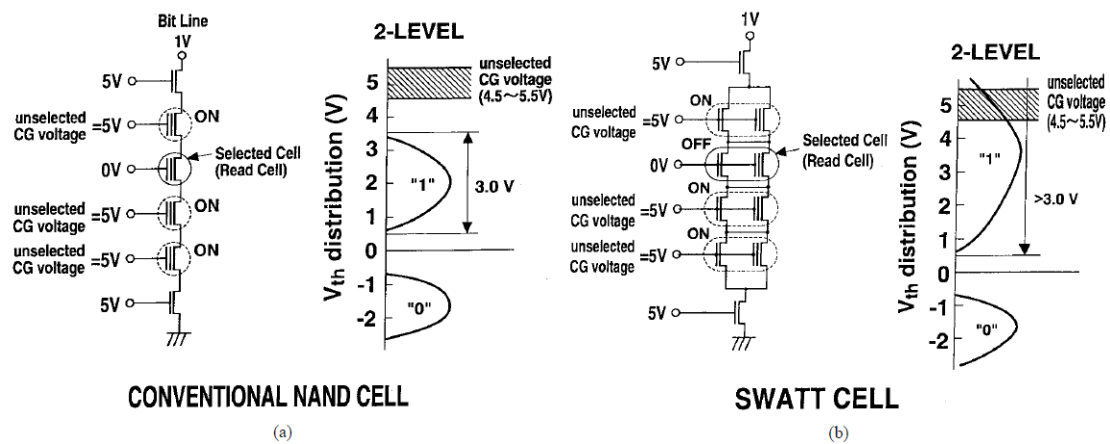 Bit Line
1V
5V
unselected
CG voltage =5V
ON
0V
Selected Cell
(Read Cell)
unselected
CG voltage =5V
ON
unselected
CG voltage =5V
ON
5V
2-LEVEL
5
4
3
2
1
0
-1
-2
Vth distribution (V)
unselected
CG voltage
(4.5~5.5V)
"1"
3.0 V
"0"
CONVENTIONAL NAND CELL
(a)
1V
5V
ON
unselected
CG voltage =5V
OFF
0V
Selected Cell
(Read Cell)
ON
unselected
CG voltage =5V
ON
unselected
CG voltage =5V
5V
2-LEVEL
5
4
3
2
1
0
-1
-2
Vth distribution (V)
unselected
CG voltage
(4.5~5.5V)
"1"
>3.0 V
"0"
SWATT CELL
(b)